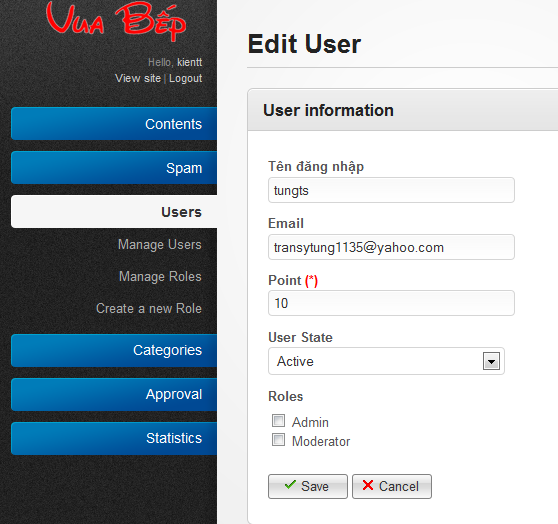 Vua Bếp
Hello, kientt
View site | Logout
Contents
Spam
Users
Manage Users
Manage Roles
Create a new Role
Categories
Approval
Statistics
Edit User
User information
Tên đăng nhập
tungts
Email
transytung1135@yahoo.com
Point (*)
10
User State
Active
Roles
Admin
Moderator
Save Cancel